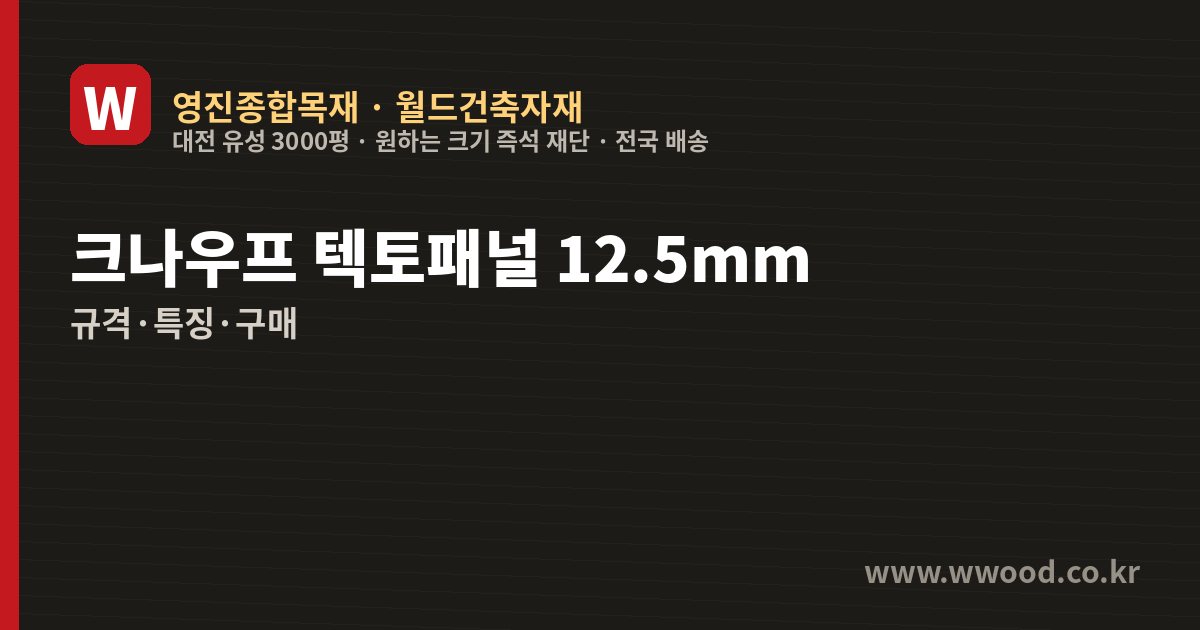 W
영진종합목재 · 월드건축자재
대전 유성 3000평 · 원하는 크기 즉석 재단 · 전국 배송
크나우프 텍토패널 12.5mm
규격·특징·구매
www.wwood.co.kr